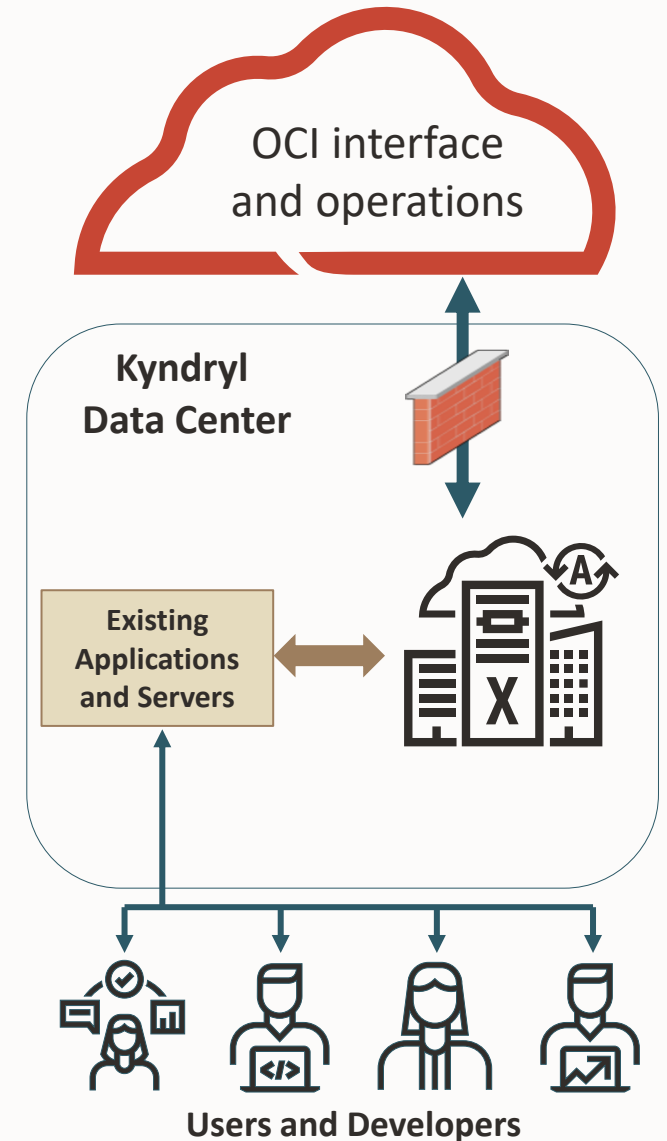 OCI interface
and operations
Kyndryl
Data Center
A
Existing
Applications
and Servers
X
</>
Users and Developers